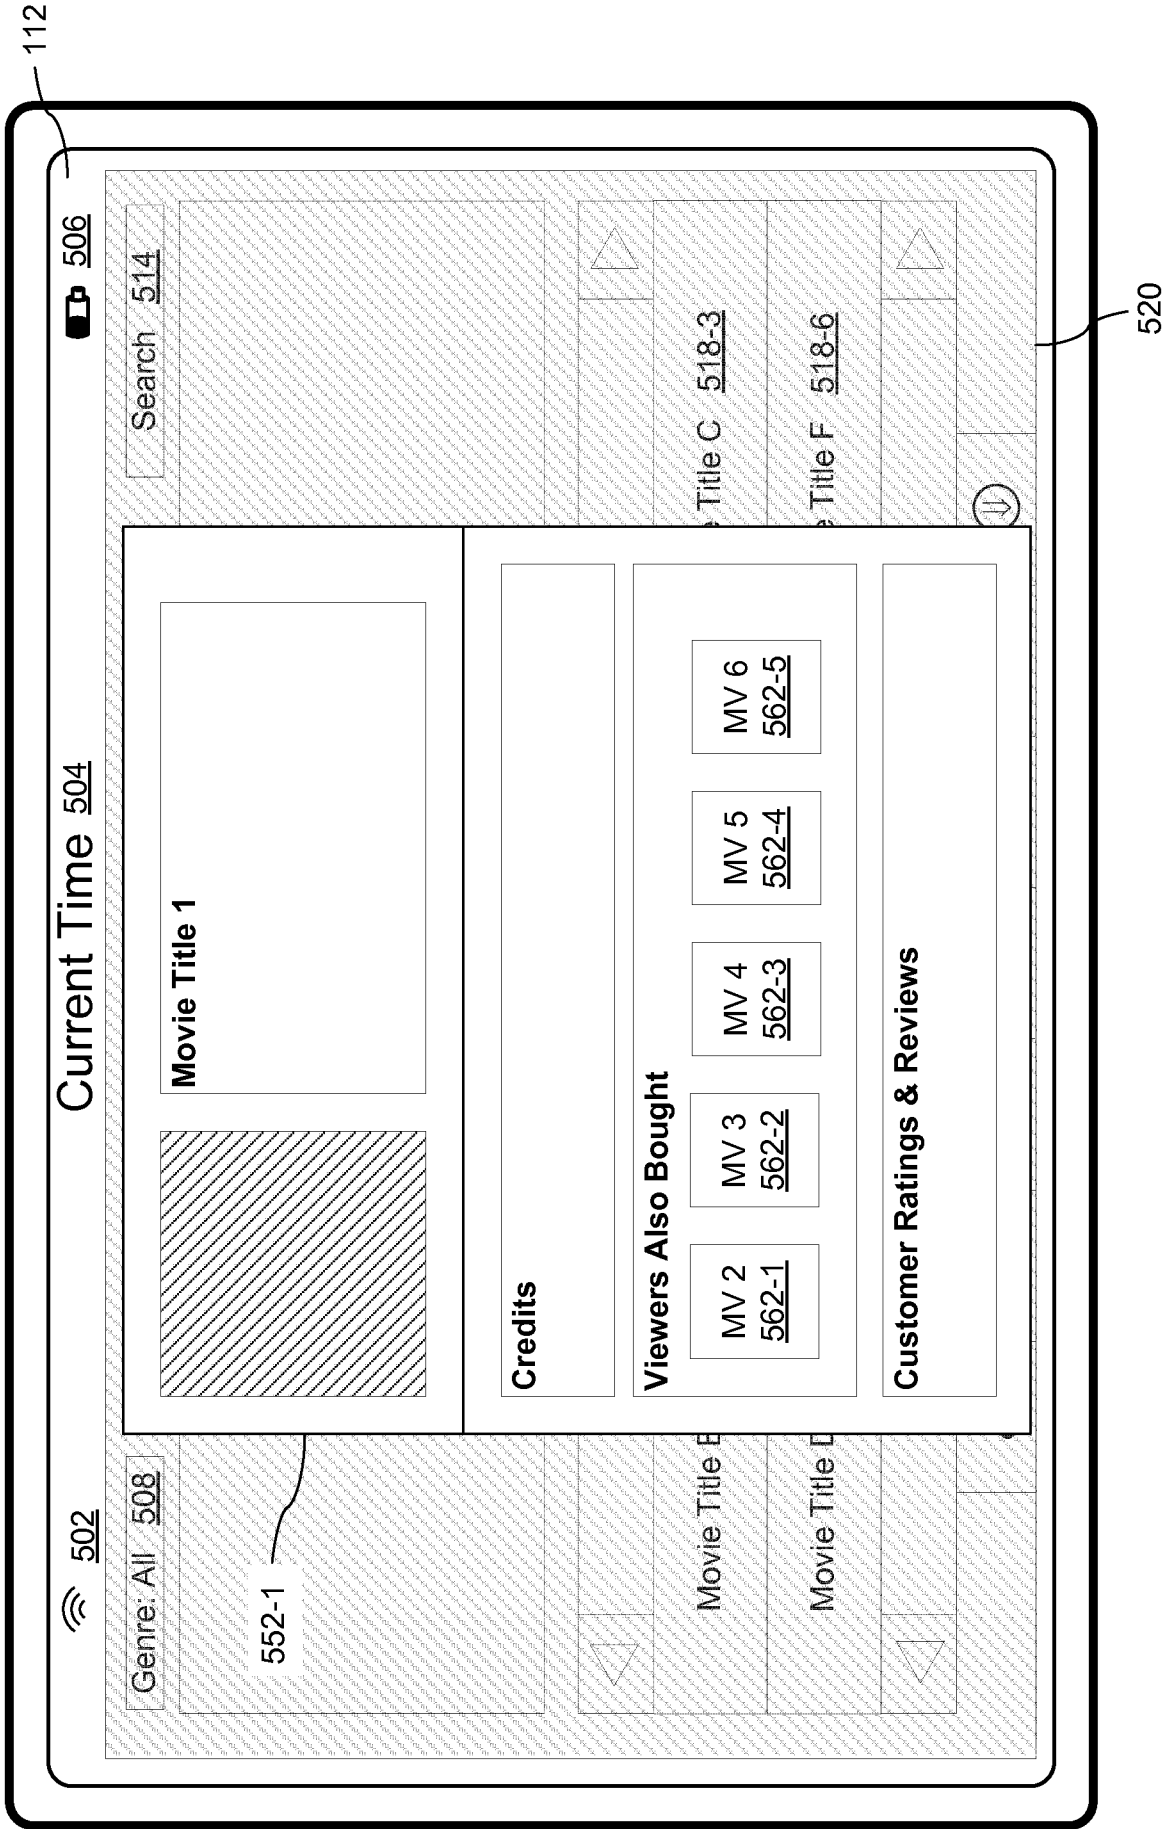 112
502
Current Time 504
506
Genre: All 508
Search 514
552-1
Movie Title 1
Credits
Viewers Also Bought
MV 2
562-1
MV 3
562-2
MV 4
562-3
MV 5
562-4
MV 6
562-5
Customer Ratings & Reviews
Movie Title
Title C 518-3
Movie Title
Title F 518-6
520